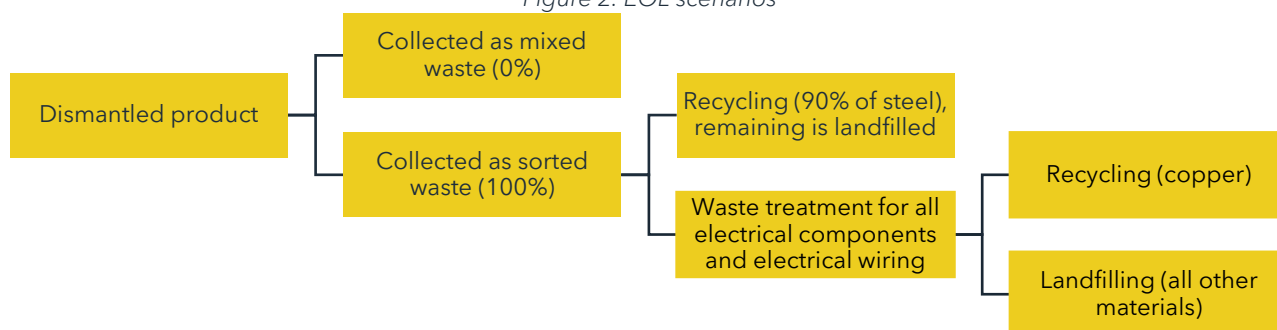 Figure 2: EOL scenarios
Collected as mixed
waste (0%)
Dismantled product
Collected as sorted
waste (100%)
Recycling (90% of steel),
remaining is landfilled
Waste treatment for all
electrical components
and electrical wiring
Recycling (copper)
Landfilling (all other
materials)